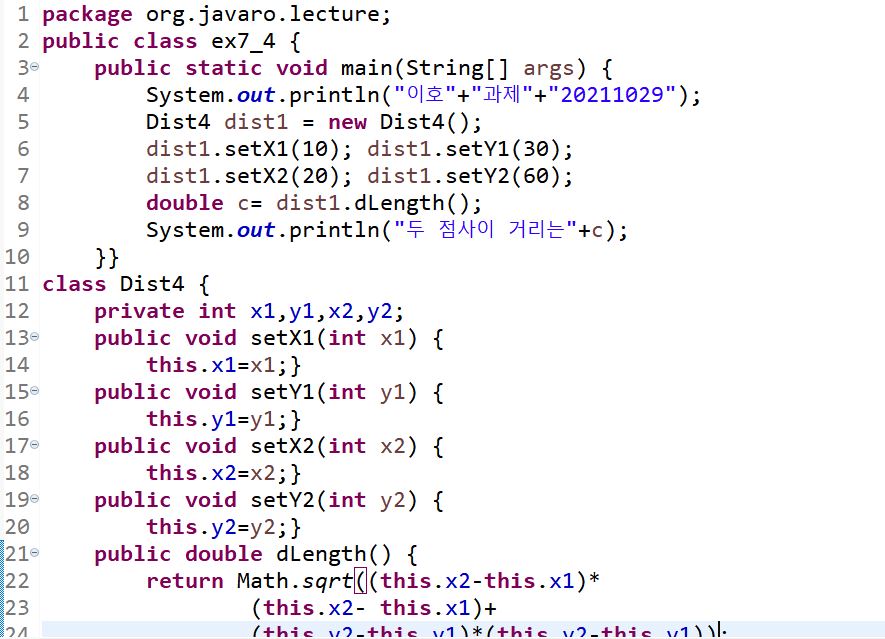 1 package org.javaro.lecture;
2 public class ex7_4 {
3 public static void main(String[] args) {
4 System.out.println("이호"+"과제"+"20211029");
5 Dist4 dist1 = new Dist4();
6 dist1.setX1(10); dist1.setY1(30);
7 dist1.setX2(20); dist1.setY2(60);
8 double c= dist1.dLength();
9 System.out.println("두 점사이 거리는"+c);
10 }}
11 class Dist4 {
12 private int x1,y1,x2,y2;
13 public void setX1(int x1) {
14 this.x1=x1;}
15 public void setY1(int y1) {
16 this.y1=y1;}
17 public void setX2(int x2) {
18 this.x2=x2;}
19 public void setY2(int y2) {
20 this.y2=y2;}
21 public double dLength() {
22 return Math.sqrt((this.x2-this.x1)*
23 (this.x2- this.x1)+
24 (this.y2-this.y1)*(this.y2-this.y1));